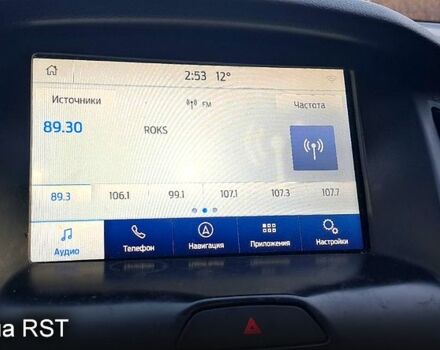 2:53 12°
Источники FM Частота
89.30 ROKS
89.3 106.1 99.1 107.1 107.3 107.7
Аудио Телефон Навигация Приложения Настройки
ua RST